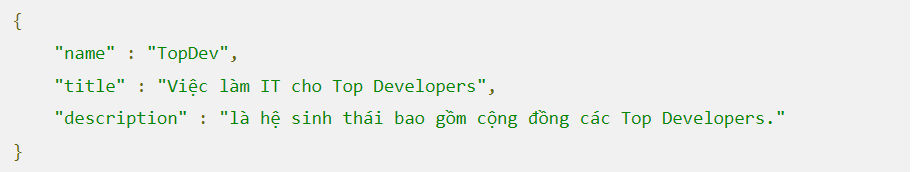 {
    "name" : "TopDev",
    "title" : "Việc làm IT cho Top Developers",
    "description" : "là hệ sinh thái bao gồm cộng đồng các Top Developers."
}